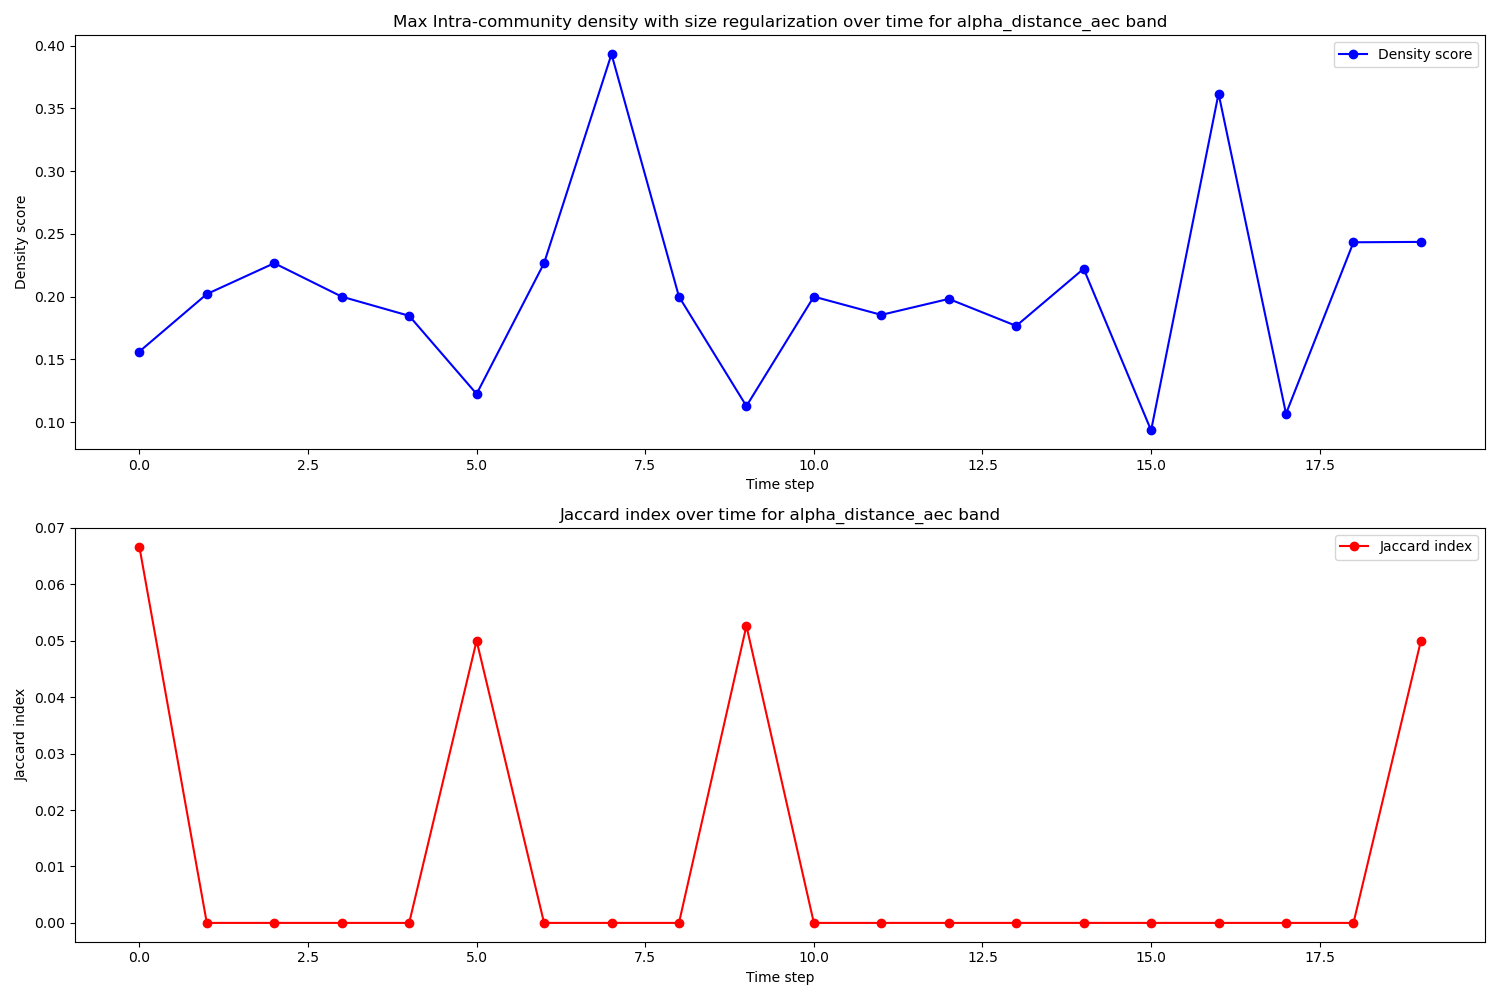 Max Intra-community density with size regularization over time for alpha_distance_aec band
Density score
0.40
0.35
0.30
0.25
0.20
0.15
0.10
Density score
0.0 2.5 5.0 7.5 10.0 12.5 15.0 17.5
Time step
Jaccard index over time for alpha_distance_aec band
Jaccard index
0.07
0.06
0.05
0.04
0.03
0.02
0.01
0.00
Jaccard index
0.0 2.5 5.0 7.5 10.0 12.5 15.0 17.5
Time step